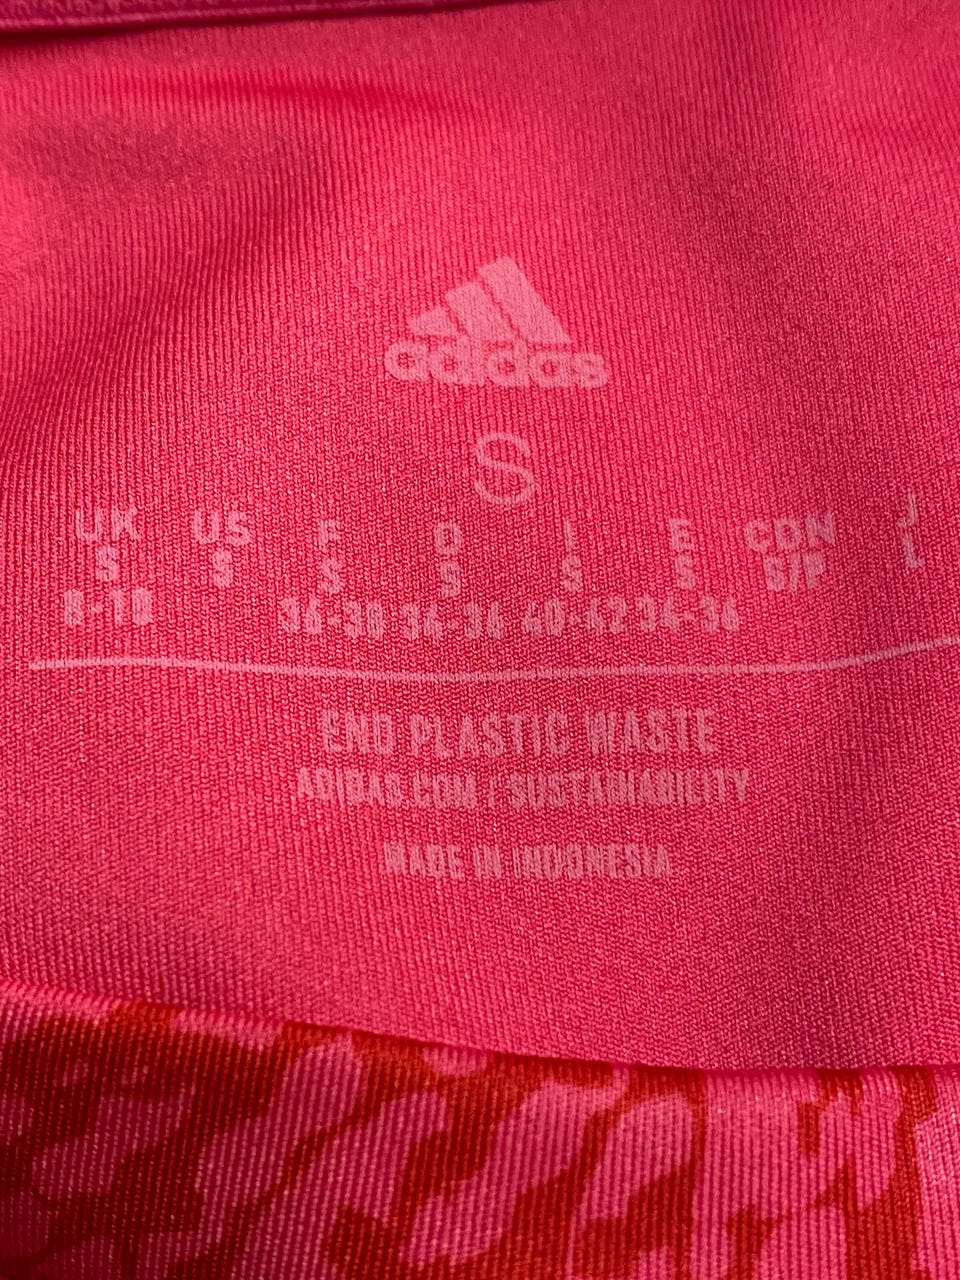 adidas
S
UK US F D I E CDN J
S S S S S S S/P L
8-10 36-38 34-36 40-42 34-36
END PLASTIC WASTE
ADIDAS.COM / SUSTAINABILITY
MADE IN INDONESIA